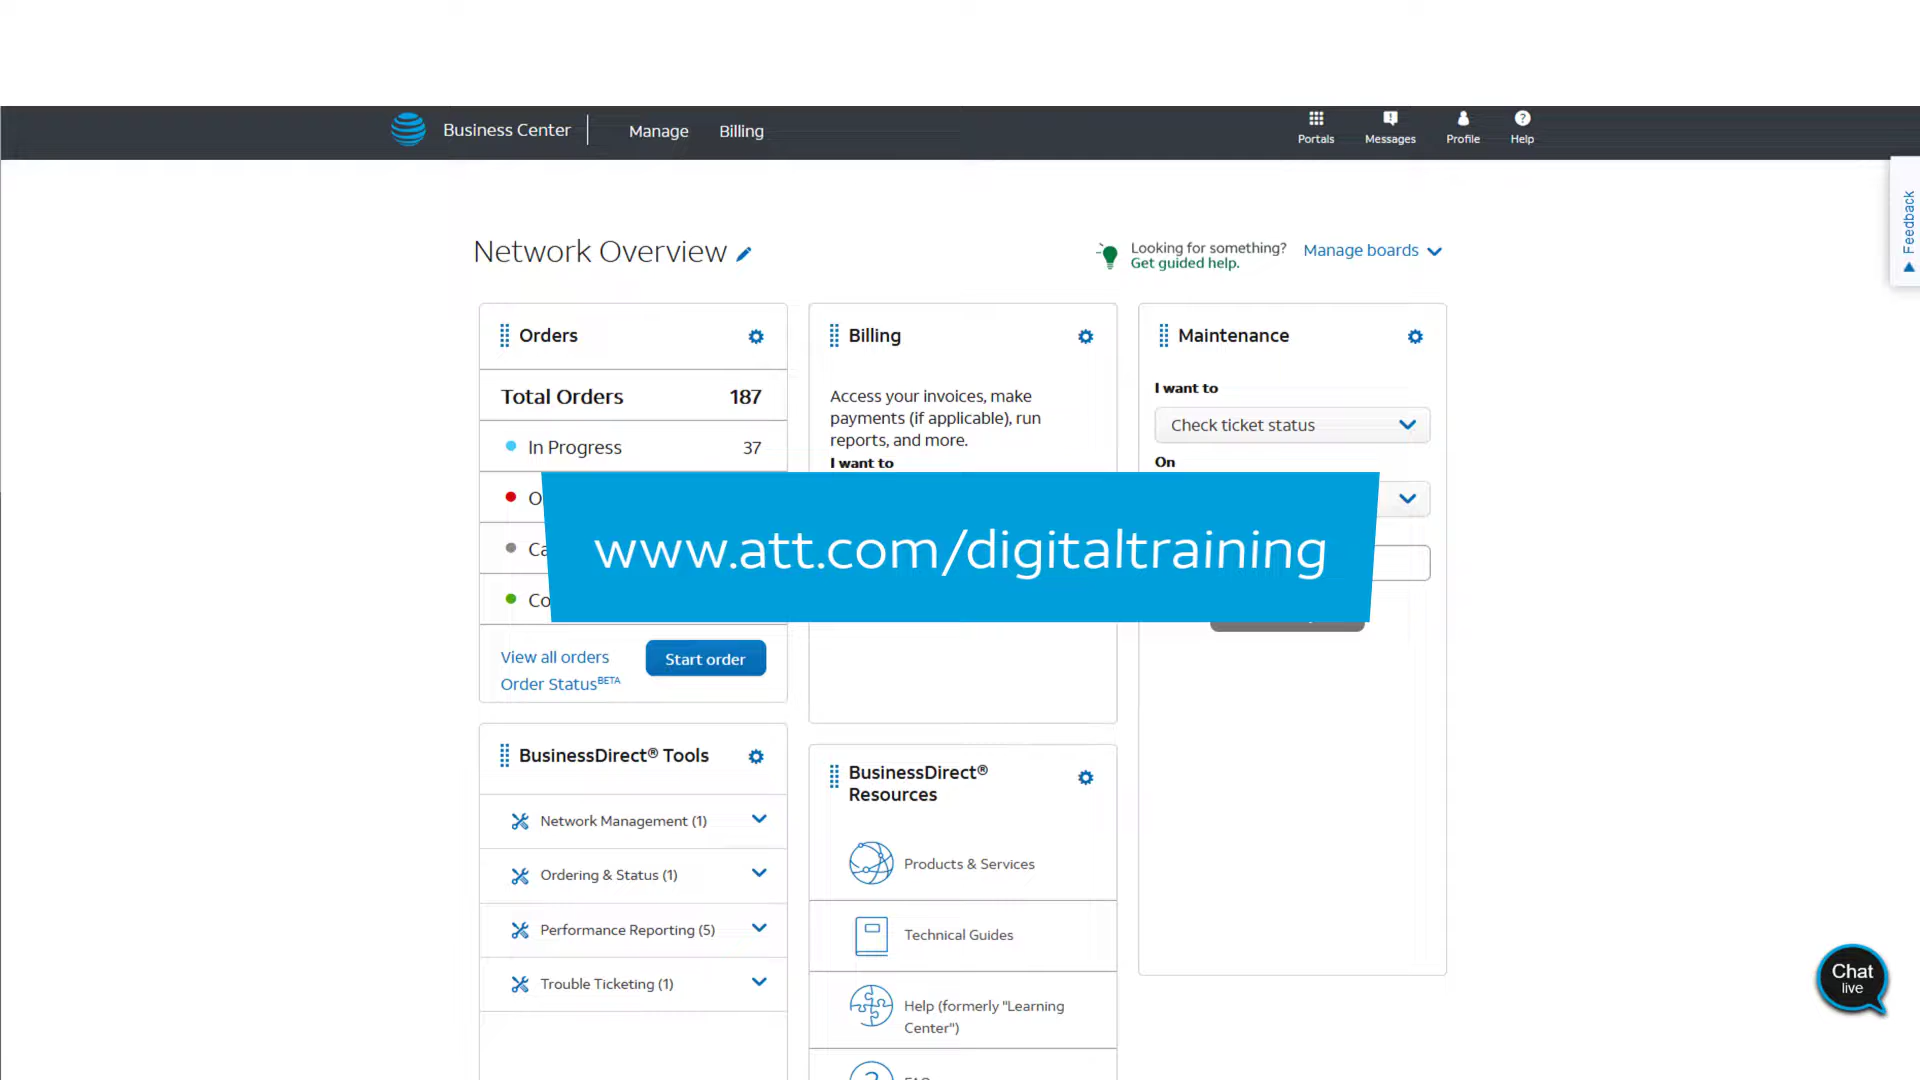 Business Center
Manage
Billing
Portals
Messages
Profile
Help
Feedback
Network Overview
Looking for something?
Get guided help.
Manage boards
Orders
Total Orders 187
In Progress 37
View all orders
Order Status BETA
Start order
Billing
Access your invoices, make
payments (if applicable), run
reports, and more.
I want to
Maintenance
I want to
Check ticket status
On
www.att.com/digitaltraining
BusinessDirect® Tools
Network Management (1)
Ordering & Status (1)
Performance Reporting (5)
Trouble Ticketing (1)
BusinessDirect®
Resources
Products & Services
Technical Guides
Help (formerly "Learning
Center")
Chat
live